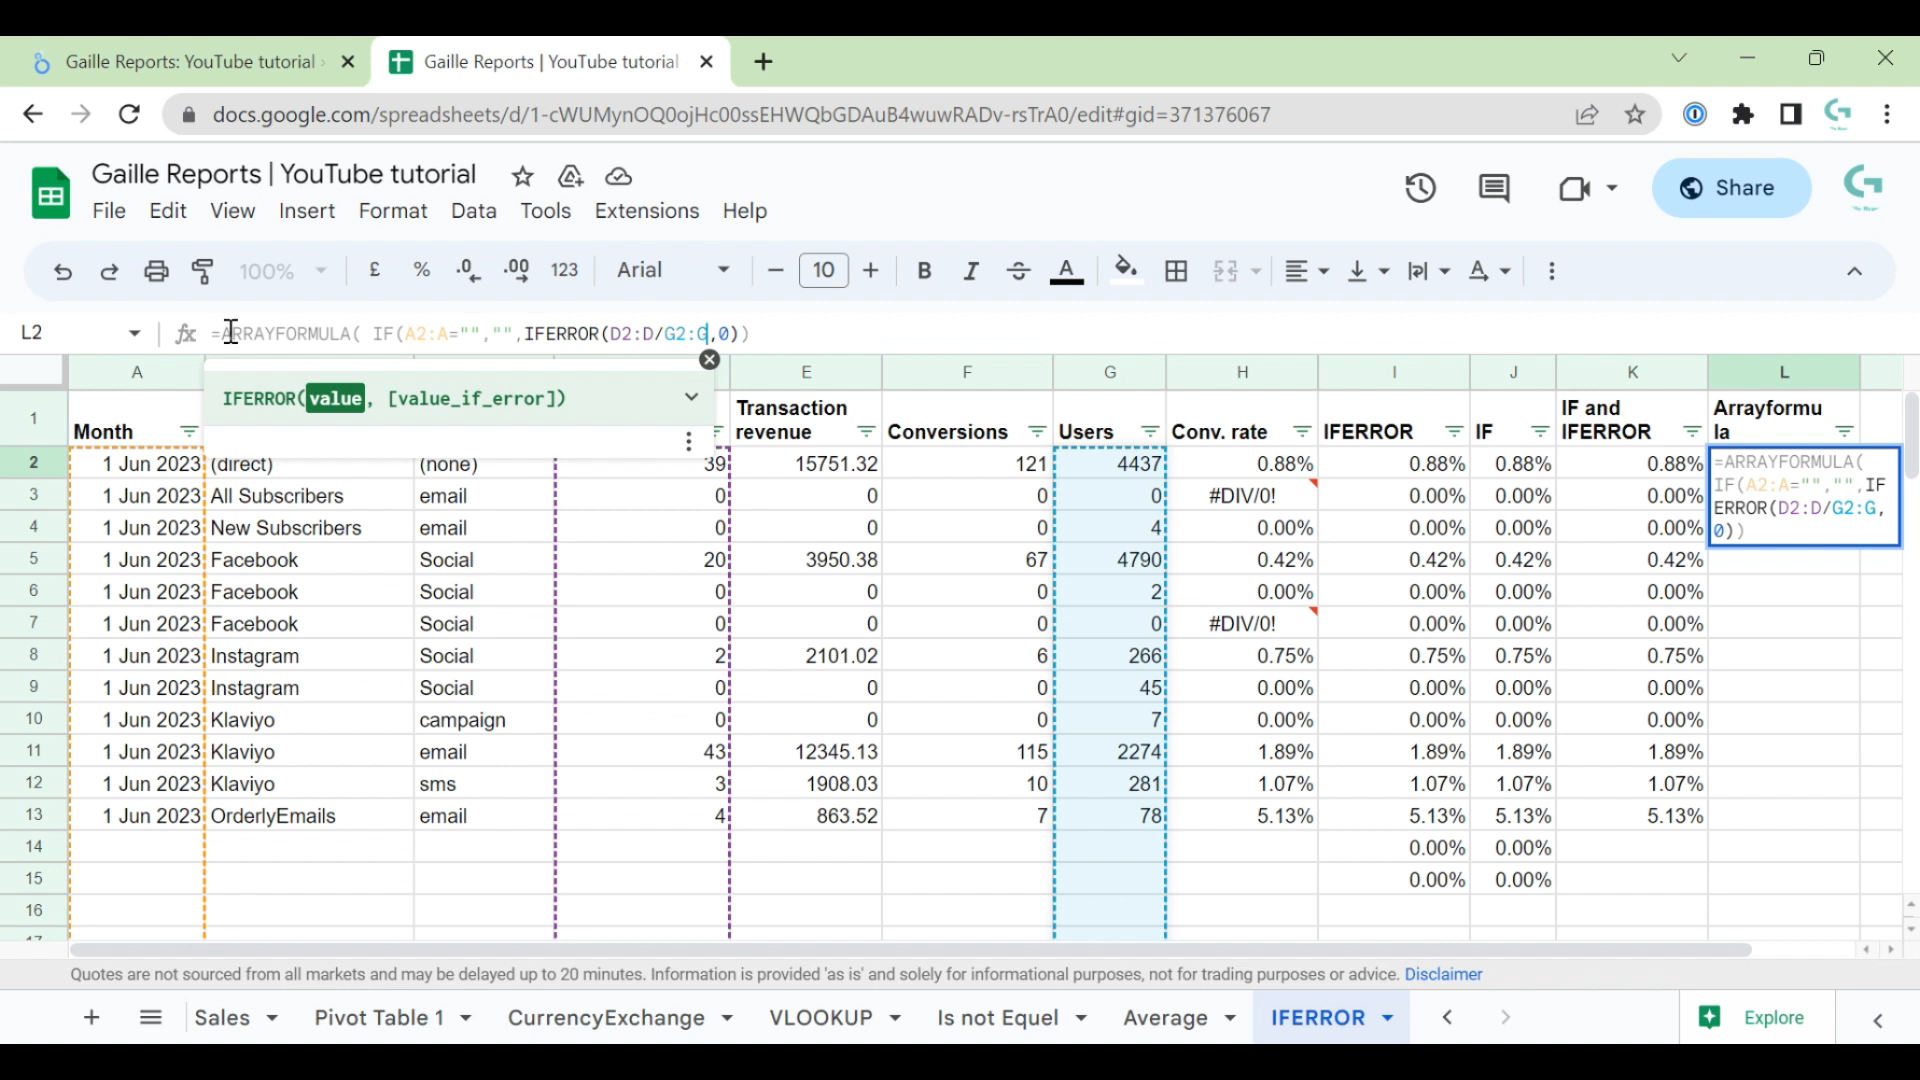 Gaille Reports: YouTube tutorial
Gaille Reports | YouTube tutorial
docs.google.com/spreadsheets/d/1-cWUMynOQ0ojHc00ssEHWQbGDAuB4wuwRADv-rsTrA0/edit#gid=371376067
Gaille Reports | YouTube tutorial
File Edit View Insert Format Data Tools Extensions Help
Share
100% £ % .0 .00 123 Arial 10 B I A
L2 fx =ARRAYFORMULA( IF(A2:A="","",IFERROR(D2:D/G2:G,0))
IFERROR(value, [value_if_error])
A E F G H I J K L
1 Month Transaction revenue Conversions Users Conv. rate IFERROR IF IF and IFERROR Arrayformula
2 1 Jun 2023 (direct) (none) 39 15751.32 121 4437 0.88% 0.88% 0.88% 0.88%
=ARRAYFORMULA(
IF(A2:A="","",IF
ERROR(D2:D/G2:G,
0))
3 1 Jun 2023 All Subscribers email 0 0 0 0 #DIV/0! 0.00% 0.00% 0.00%
4 1 Jun 2023 New Subscribers email 0 0 0 4 0.00% 0.00% 0.00% 0.00%
5 1 Jun 2023 Facebook Social 20 3950.38 67 4790 0.42% 0.42% 0.42% 0.42%
6 1 Jun 2023 Facebook Social 0 0 0 2 0.00% 0.00% 0.00% 0.00%
7 1 Jun 2023 Facebook Social 0 0 0 0 #DIV/0! 0.00% 0.00% 0.00%
8 1 Jun 2023 Instagram Social 2 2101.02 6 266 0.75% 0.75% 0.75% 0.75%
9 1 Jun 2023 Instagram Social 0 0 0 45 0.00% 0.00% 0.00% 0.00%
10 1 Jun 2023 Klaviyo campaign 0 0 0 7 0.00% 0.00% 0.00% 0.00%
11 1 Jun 2023 Klaviyo email 43 12345.13 115 2274 1.89% 1.89% 1.89% 1.89%
12 1 Jun 2023 Klaviyo sms 3 1908.03 10 281 1.07% 1.07% 1.07% 1.07%
13 1 Jun 2023 OrderlyEmails email 4 863.52 7 78 5.13% 5.13% 5.13% 5.13%
14 0.00% 0.00%
15 0.00% 0.00%
16
Quotes are not sourced from all markets and may be delayed up to 20 minutes. Information is provided 'as is' and solely for informational purposes, not for trading purposes or advice. Disclaimer
Sales Pivot Table 1 CurrencyExchange VLOOKUP Is not Equel Average IFERROR Explore